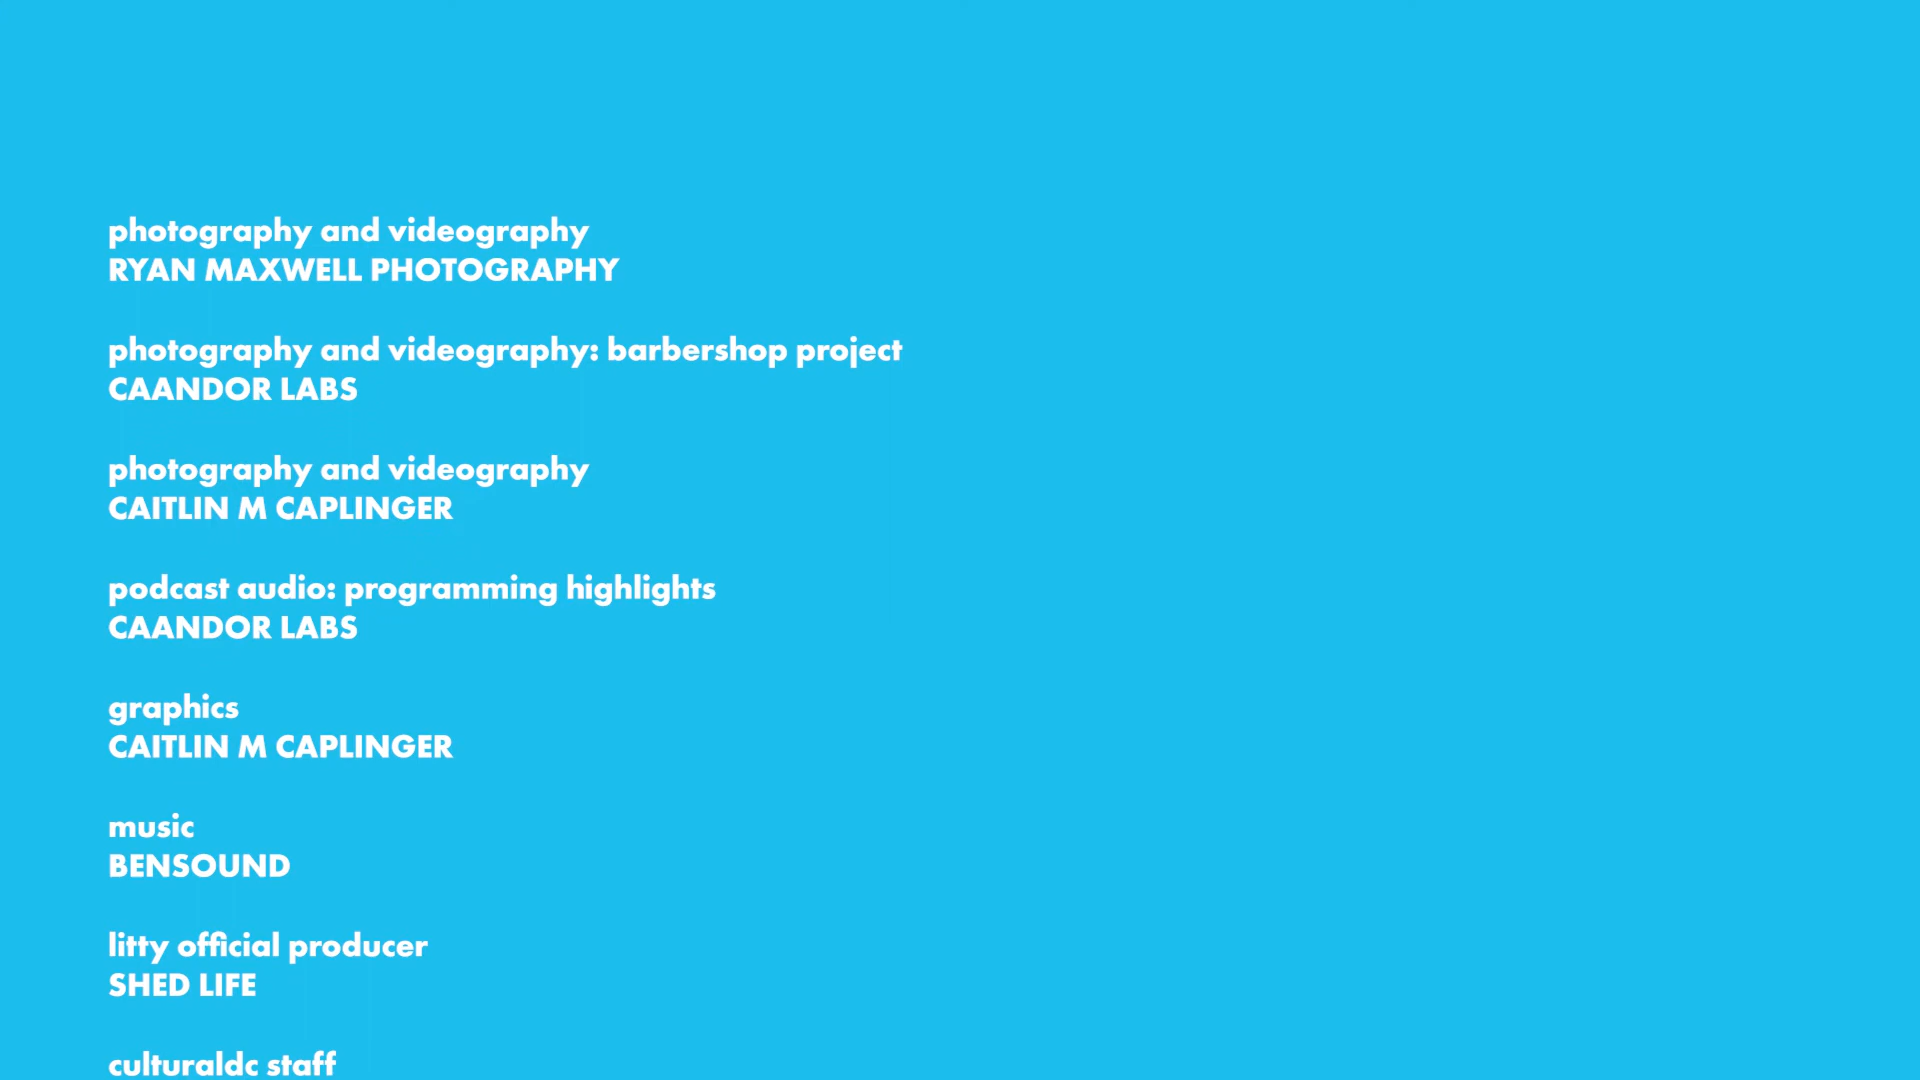 photography and videography
RYAN MAXWELL PHOTOGRAPHY
photography and videography: barbershop project
CAANDOR LABS
photography and videography
CAITLIN M CAPLINGER
podcast audio: programming highlights
CAANDOR LABS
graphics
CAITLIN M CAPLINGER
music
BENSOUND
litty official producer
SHED LIFE
culturaldc staff